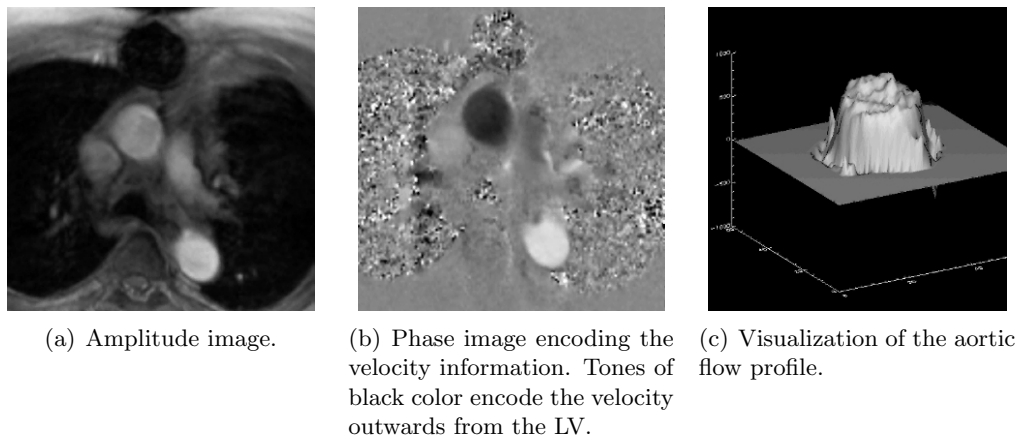 (a) Amplitude image.
(b) Phase image encoding the
velocity information. Tones of
black color encode the velocity
outwards from the LV.
(c) Visualization of the aortic
flow profile.